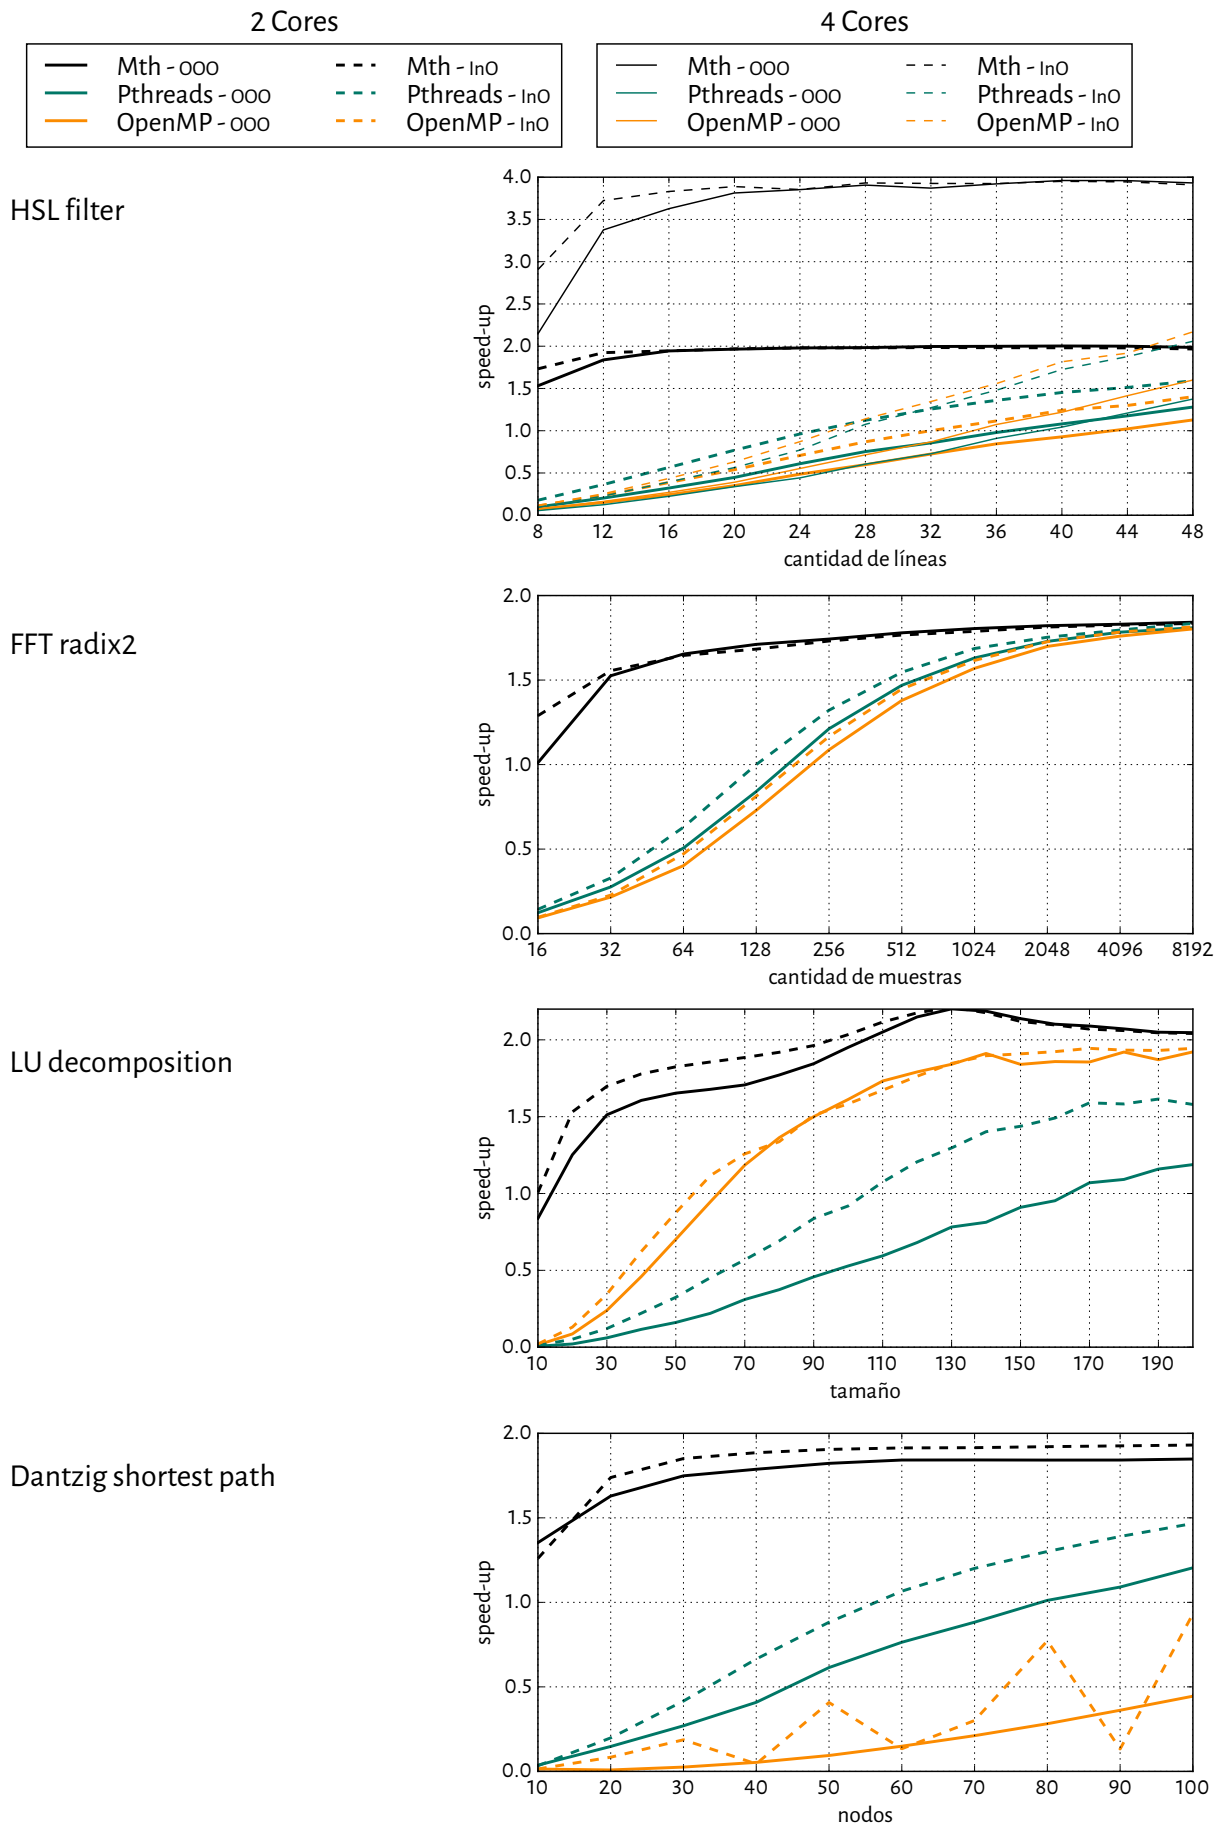 2 Cores
4 Cores
Mth - OOO
Mth - InO
Pthreads - OOO
Pthreads - InO
OpenMP - OOO
OpenMP - InO
Mth - OOO
Mth - InO
Pthreads - OOO
Pthreads - InO
OpenMP - OOO
OpenMP - InO
HSL filter
speed-up
4.0
3.5
3.0
2.5
2.0
1.5
1.0
0.5
0.0
8 12 16 20 24 28 32 36 40 44 48
cantidad de líneas
FFT radix2
speed-up
2.0
1.5
1.0
0.5
0.0
16 32 64 128 256 512 1024 2048 4096 8192
cantidad de muestras
LU decomposition
speed-up
2.0
1.5
1.0
0.5
0.0
10 30 50 70 90 110 130 150 170 190
tamaño
Dantzig shortest path
speed-up
2.0
1.5
1.0
0.5
0.0
10 20 30 40 50 60 70 80 90 100
nodos